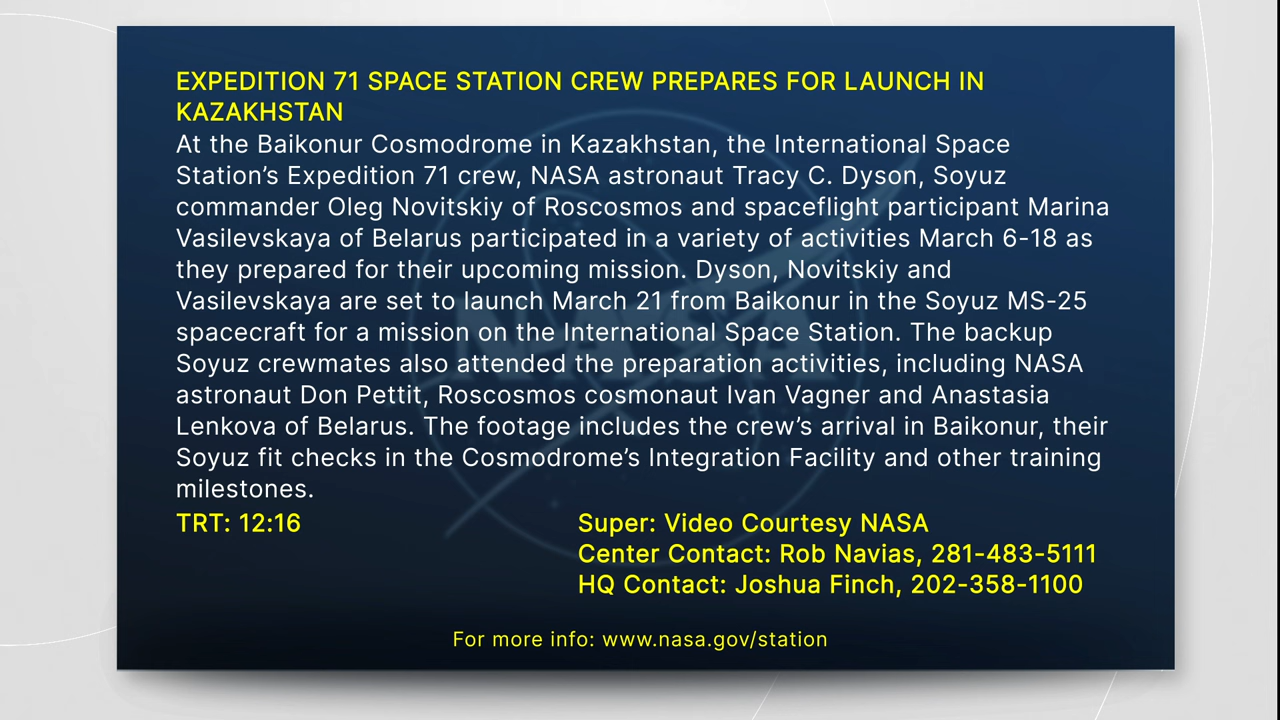 EXPEDITION 71 SPACE STATION CREW PREPARES FOR LAUNCH IN
KAZAKHSTAN
At the Baikonur Cosmodrome in Kazakhstan, the International Space
Station’s Expedition 71 crew, NASA astronaut Tracy C. Dyson, Soyuz
commander Oleg Novitskiy of Roscosmos and spaceflight participant Marina
Vasilevskaya of Belarus participated in a variety of activities March 6-18 as
they prepared for their upcoming mission. Dyson, Novitskiy and
Vasilevskaya are set to launch March 21 from Baikonur in the Soyuz MS-25
spacecraft for a mission on the International Space Station. The backup
Soyuz crewmates also attended the preparation activities, including NASA
astronaut Don Pettit, Roscosmos cosmonaut Ivan Vagner and Anastasia
Lenkova of Belarus. The footage includes the crew’s arrival in Baikonur, their
Soyuz fit checks in the Cosmodrome’s Integration Facility and other training
milestones.
TRT: 12:16
Super: Video Courtesy NASA
Center Contact: Rob Navias, 281-483-5111
HQ Contact: Joshua Finch, 202-358-1100
For more info: www.nasa.gov/station